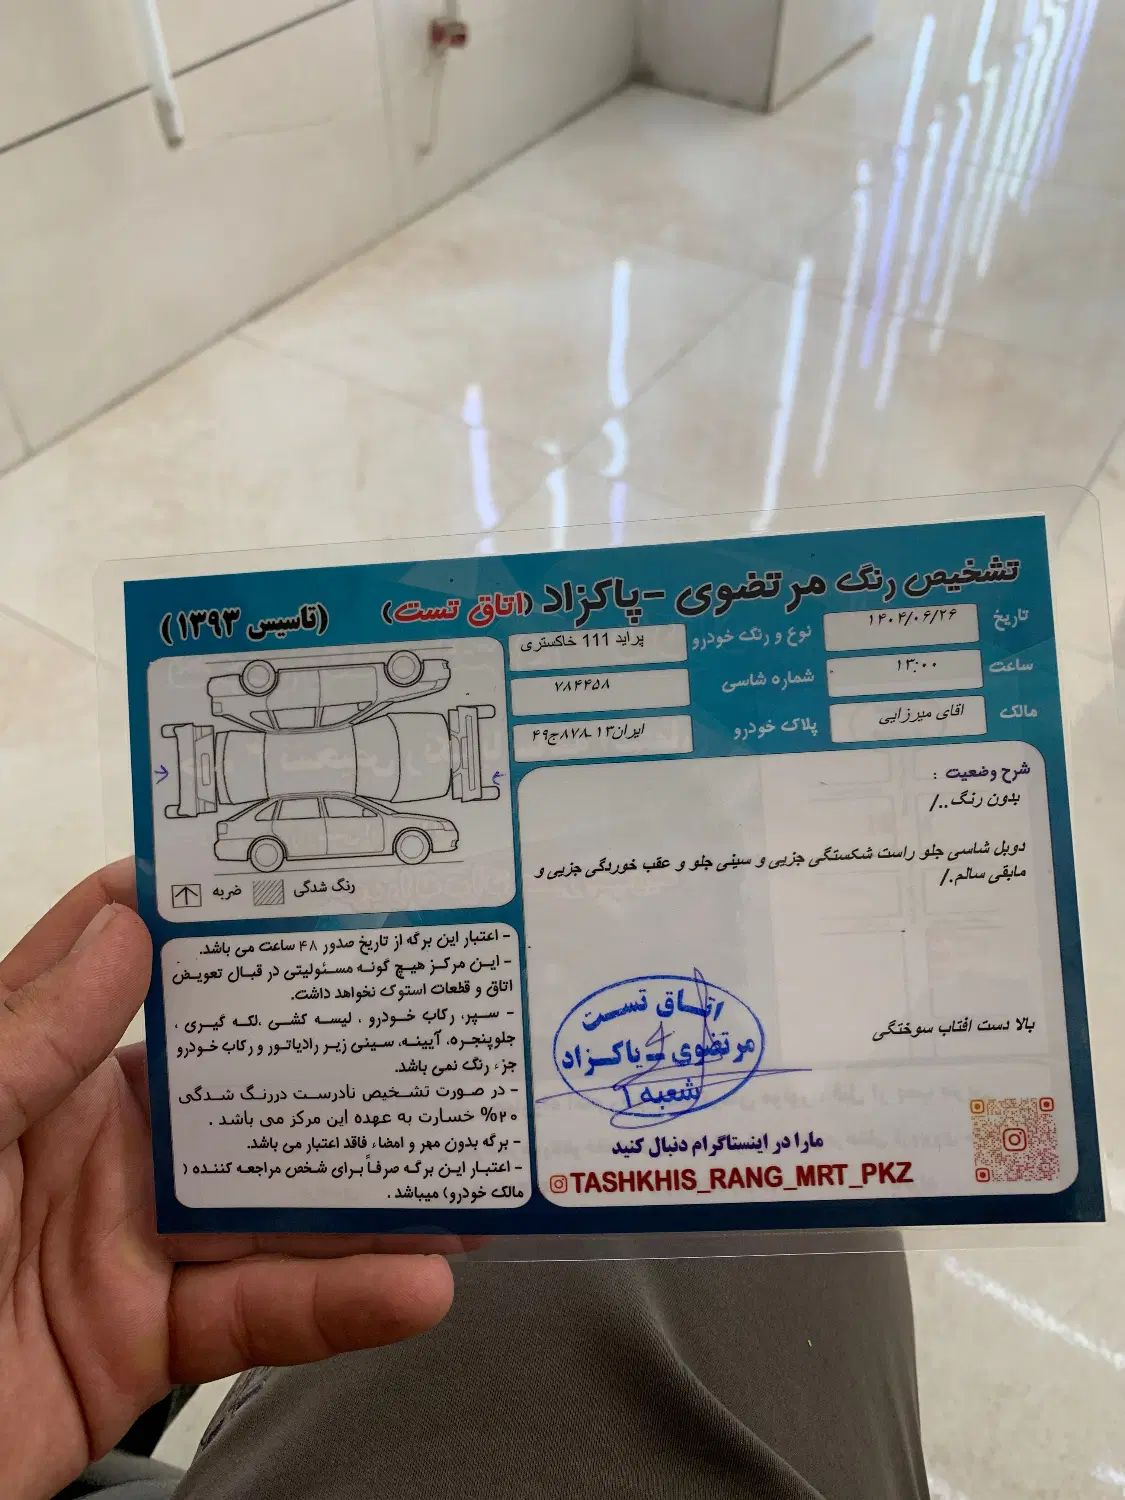 تشخیص رنگ مرتضوی -پاکزاد (اتاق تست) (تاسیس ۱۳۹۳)
تاریخ ۱۴۰۴/۰۶/۲۶
نوع و رنگ خودرو پراید 111 خاکستری
ساعت ۱۳:۰۰
شماره شاسی ۷۸۴۴۵۸
مالک اقای میرزایی
پلاک خودرو ایران۱۳ـ۸۷۸ج۴۹
شرح وضعیت :
بدون رنگ../
دوبل شاسی جلو راست شکستگی جزیی و سینی جلو و عقب خوردگی جزیی و
مابقی سالم./
بالا دست افتاب سوختگی
اتاق تست
مرتضوی - پاکزاد
شعبه ۱
مارا در اینستاگرام دنبال کنید
TASHKHIS_RANG_MRT_PKZ
رنگ شدگی
ضربه
- اعتبار این برگه از تاریخ صدور ۴۸ ساعت می باشد.
- این مرکز هیچ گونه مسئولیتی در قبال تعویض
اتاق و قطعات استوک نخواهد داشت.
- سپر، رکاب خودرو ، لیسه کشی ،لکه گیری ،
جلوپنجره، آیینه، سینی زیر رادیاتور و رکاب خودرو
جزء رنگ نمی باشد.
- در صورت تشخیص نادرست دررنگ شدگی
۲۰% خسارت به عهده این مرکز می باشد .
- برگه بدون مهر و امضاء فاقد اعتبار می باشد.
- اعتبار این برگه صرفاً برای شخص مراجعه کننده (
مالک خودرو) میباشد .